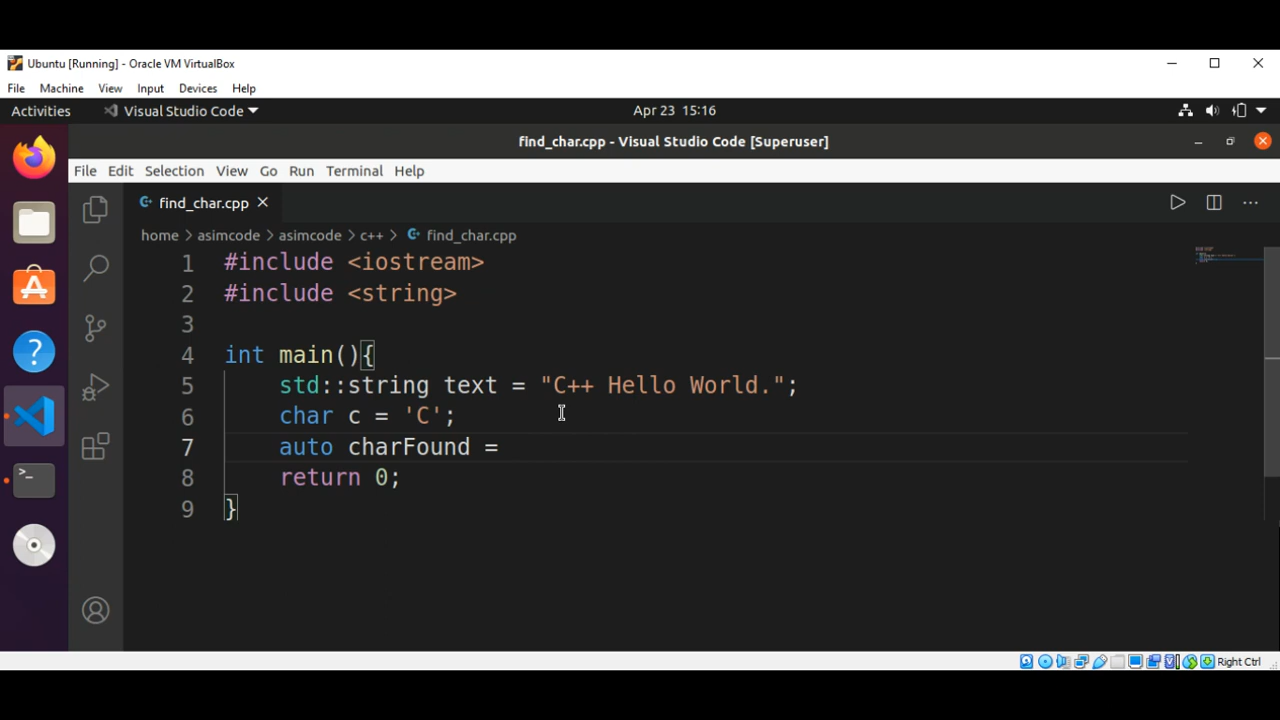 Ubuntu [Running] - Oracle VM VirtualBox
File Machine View Input Devices Help
Activities Visual Studio Code Apr 23 15:16
find_char.cpp - Visual Studio Code [Superuser]
File Edit Selection View Go Run Terminal Help
find_char.cpp
home > asimcode > asimcode > c++ > find_char.cpp
1 #include <iostream>
2 #include <string>
3
4 int main(){
5 std::string text = "C++ Hello World.";
6 char c = 'C';
7 auto charFound =
8 return 0;
9 }
Right Ctrl